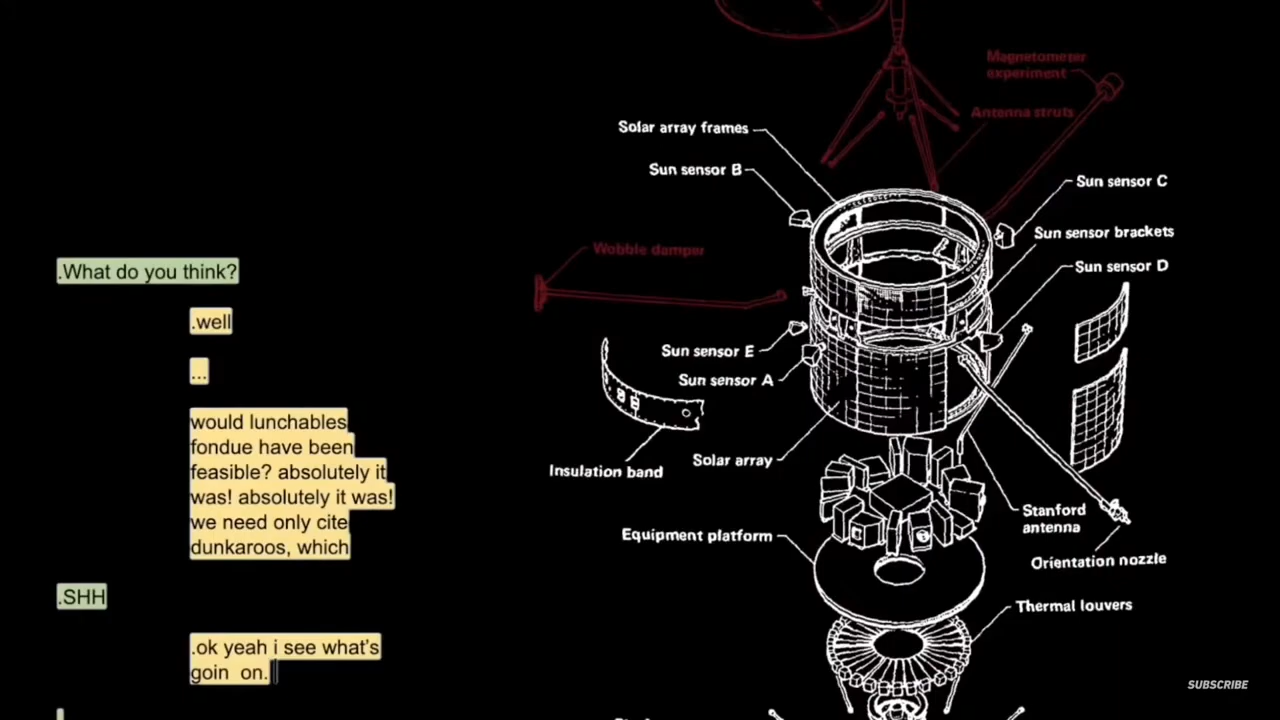 Magnetometer
experiment
Antenna struts
Solar array frames
Sun sensor B
Sun sensor C
Sun sensor brackets
Wobble damper
Sun sensor D
.What do you think?
.well
...
Sun sensor E
Sun sensor A
would lunchables
fondue have been
feasible? absolutely it
was! absolutely it was!
we need only cite
dunkaroos, which
Insulation band
Solar array
Stanford
antenna
Equipment platform
Orientation nozzle
.SHH
Thermal louvers
.ok yeah i see what's
goin  on.
SUBSCRIBE